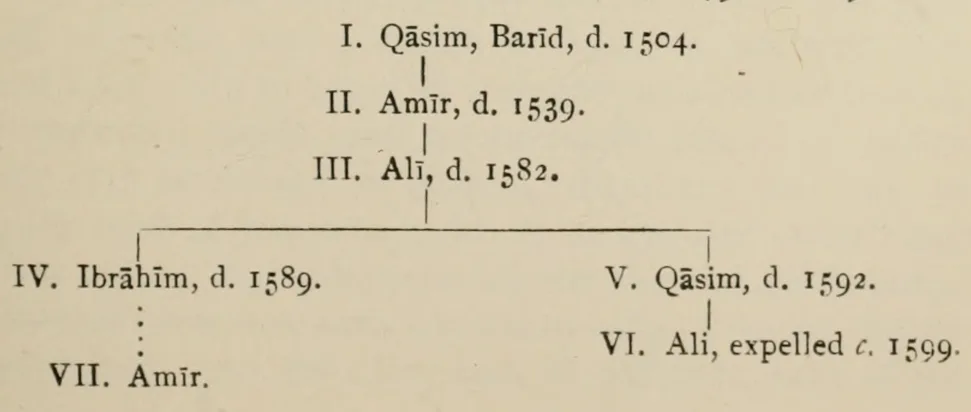 I. Qāsim, Barīd, d. 1504.
II. Amīr, d. 1539.
III. Alī, d. 1582.
IV. Ibrāhīm, d. 1589.
V. Qāsim, d. 1592.
VI. Ali, expelled c. 1599.
VII. Amīr.